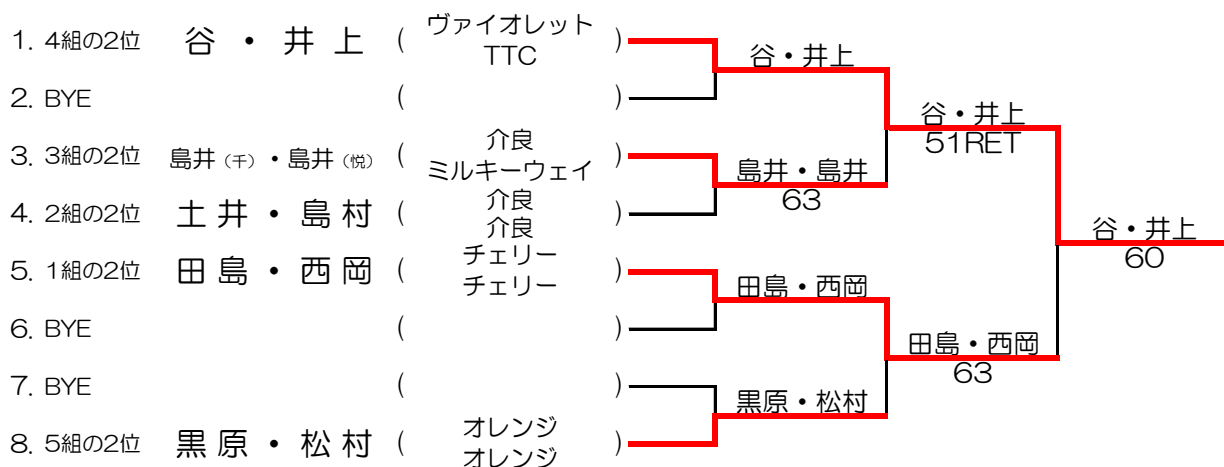 1. 4組の2位 谷・井上 ( ヴァイオレット TTC )
2. BYE ( )
3. 3組の2位 島井(千)・島井(悦) ( 介良 ミルキーウェイ )
4. 2組の2位 土井・島村 ( 介良 介良 )
5. 1組の2位 田島・西岡 ( チェリー チェリー )
6. BYE ( )
7. BYE ( )
8. 5組の2位 黒原・松村 ( オレンジ オレンジ )
谷・井上
島井・島井
63
田島・西岡
黒原・松村
谷・井上
51RET
田島・西岡
63
谷・井上
60